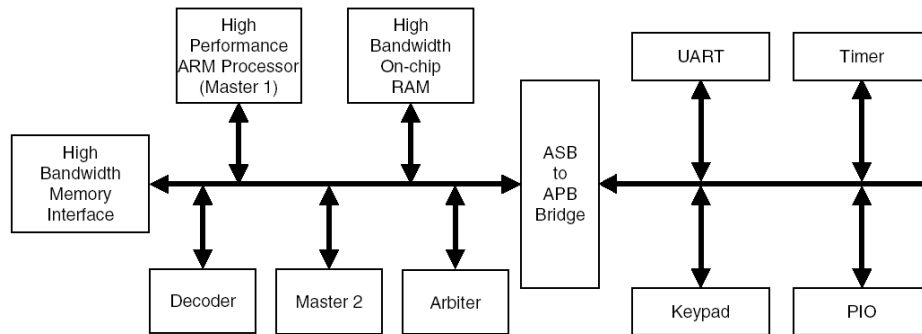 High
Performance
ARM Processor
(Master 1)
High
Bandwidth
On-chip
RAM
UART
Timer
High
Bandwidth
Memory
Interface
ASB
to
APB
Bridge
Decoder
Master 2
Arbiter
Keypad
PIO